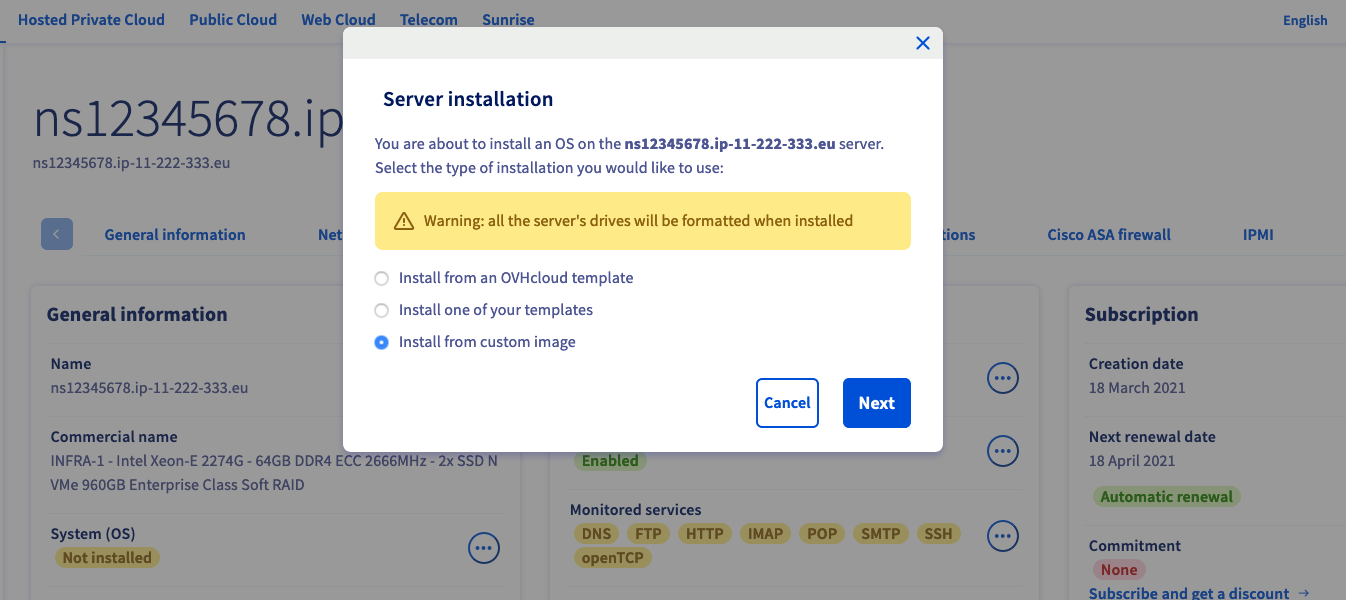 Hosted Private Cloud Public Cloud Web Cloud Telecom Sunrise English
Server installation
You are about to install an OS on the ns12345678.ip-11-222-333.eu server.
Select the type of installation you would like to use:
Warning: all the server's drives will be formatted when installed
Install from an OVHcloud template
Install one of your templates
Install from custom image
Cancel Next
ns12345678.ip
ns12345678.ip-11-222-333.eu
General information Net tions Cisco ASA firewall IPMI
General information
Name
ns12345678.ip-11-222-333.eu
Commercial name
INFRA-1 - Intel Xeon-E 2274G - 64GB DDR4 ECC 2666MHz - 2x SSD N
VMe 960GB Enterprise Class Soft RAID
System (OS)
Not installed
Enabled
Monitored services
DNS FTP HTTP IMAP POP SMTP SSH
openTCP
Subscription
Creation date
18 March 2021
Next renewal date
18 April 2021
Automatic renewal
Commitment
None
Subscribe and get a discount →